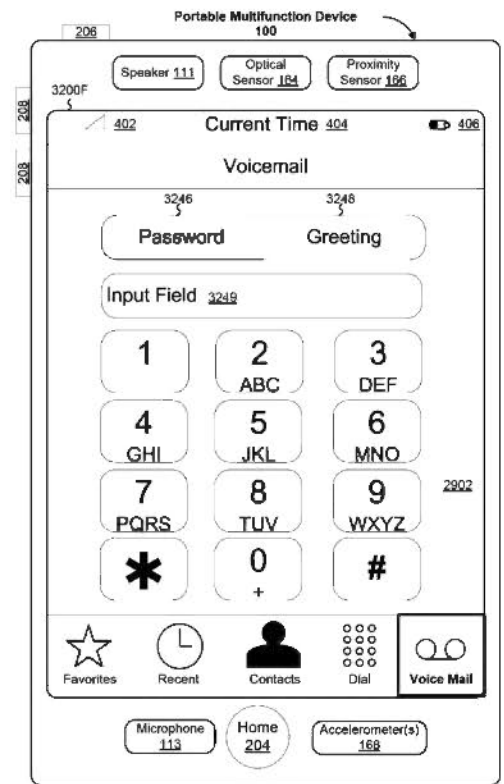 Portable Multifunction Device
100
206
Speaker 111
Optical
Sensor 164
Proximity
Sensor 166
3200F
208
208
402
Current Time 404
406
Voicemail
3246
3248
Password
Greeting
Input Field 3249
1
2
ABC
3
DEF
4
GHI
5
JKL
6
MNO
7
PQRS
8
TUV
9
WXYZ
2902
*
0
+
#
Favorites
Recent
Contacts
Dial
Voice Mail
Microphone
113
Home
204
Accelerometer(s)
168